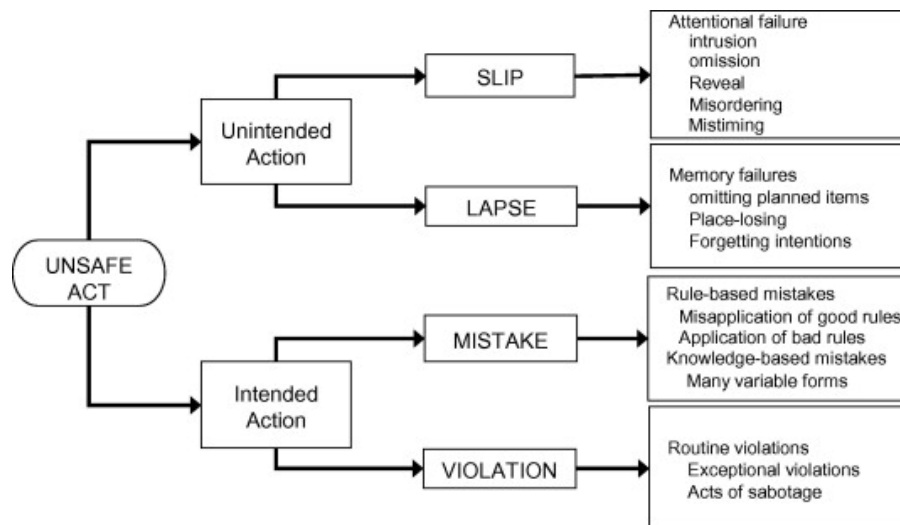 UNSAFE
ACT
Unintended
Action
Intended
Action
SLIP
LAPSE
MISTAKE
VIOLATION
Attentional failure
intrusion
omission
Reveal
Misordering
Mistiming
Memory failures
omitting planned items
Place-losing
Forgetting intentions
Rule-based mistakes
Misapplication of good rules
Application of bad rules
Knowledge-based mistakes
Many variable forms
Routine violations
Exceptional violations
Acts of sabotage